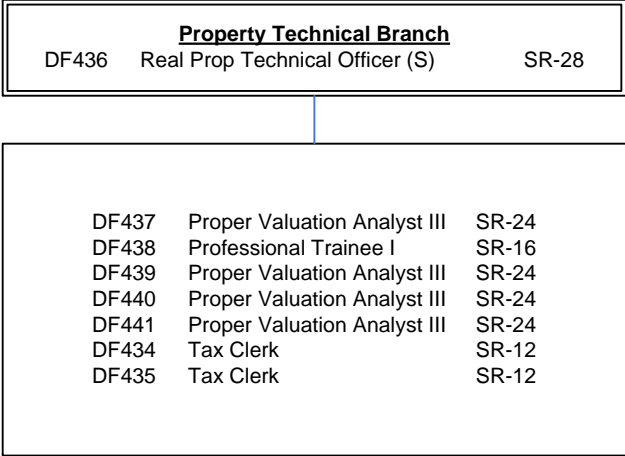 Property Technical Branch
DF436 Real Prop Technical Officer (S) SR-28
DF437 Proper Valuation Analyst III SR-24
DF438 Professional Trainee I SR-16
DF439 Proper Valuation Analyst III SR-24
DF440 Proper Valuation Analyst III SR-24
DF441 Proper Valuation Analyst III SR-24
DF434 Tax Clerk SR-12
DF435 Tax Clerk SR-12